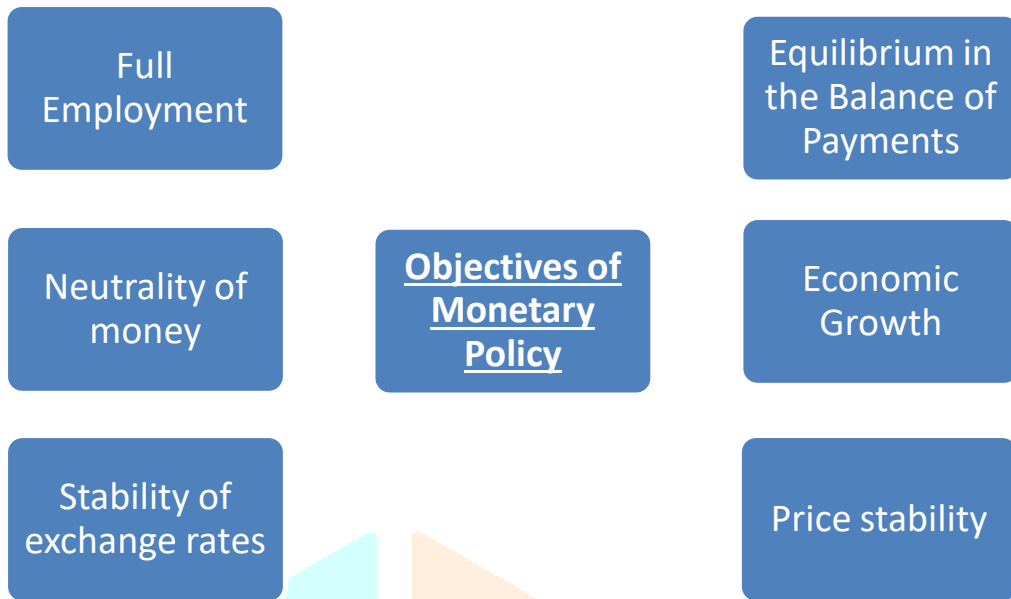 Full
Employment
Equilibrium in
the Balance of
Payments
Neutrality of
money
Objectives of
Monetary
Policy
Economic
Growth
Stability of
exchange rates
Price stability